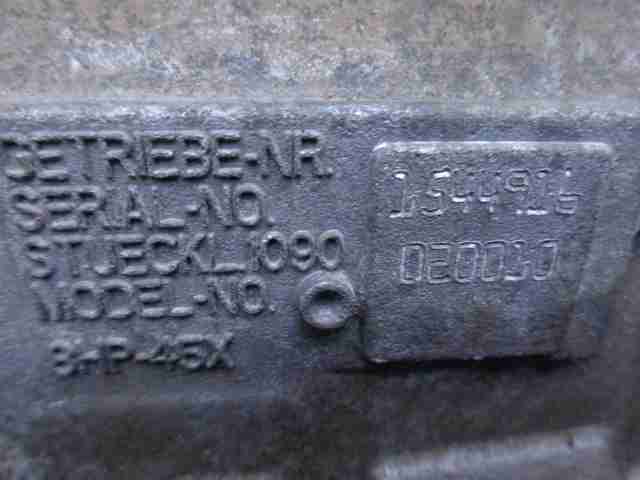 GETRIEBE-NR.
SERIAL-NO.
STUECKL.1090
MODEL-NO.
8HP-45X
1544916
020010